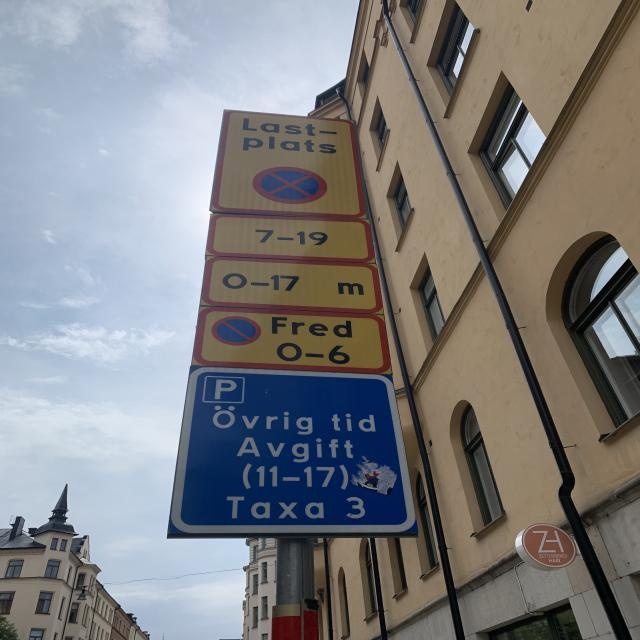 Last-
plats
7-19
0-17 m
Fred
0-6
P
Övrig tid
Avgift
(11-17)
Taxa 3
ZH